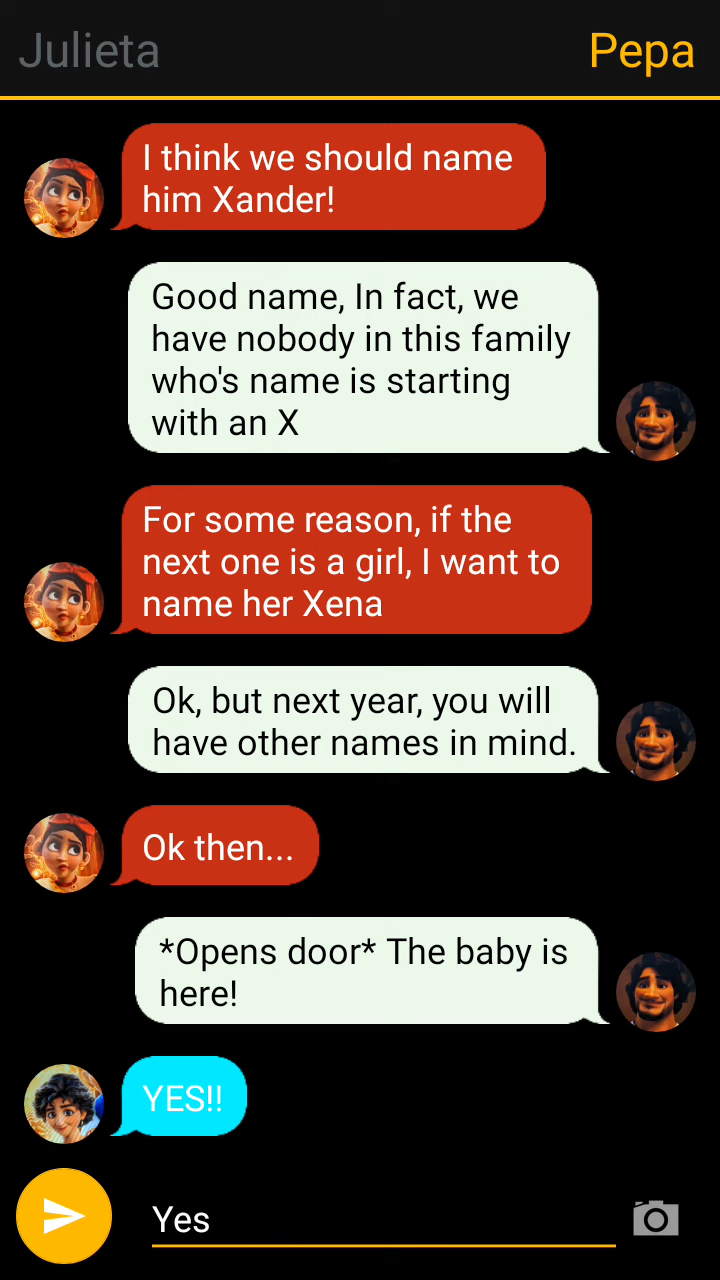 Julieta
Pepa
I think we should name
him Xander!
Good name, In fact, we
have nobody in this family
who's name is starting
with an X
For some reason, if the
next one is a girl, I want to
name her Xena
Ok, but next year, you will
have other names in mind.
Ok then...
*Opens door* The baby is
here!
YES!!
Yes